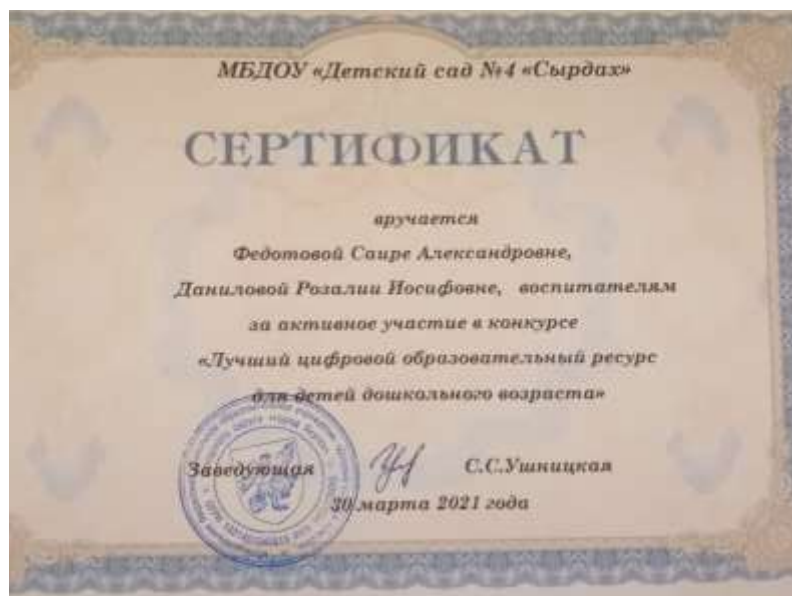 МБДОУ «Детский сад №4 «Сырдах»
СЕРТИФИКАТ
вручается
Федотовой Саире Александровне,
Даниловой Розалии Иосифовне, воспитателям
за активное участие в конкурсе
«Лучший цифровой образовательный ресурс
для детей дошкольного возраста»
Заведующая С.С.Ушницкая
30 марта 2021 года